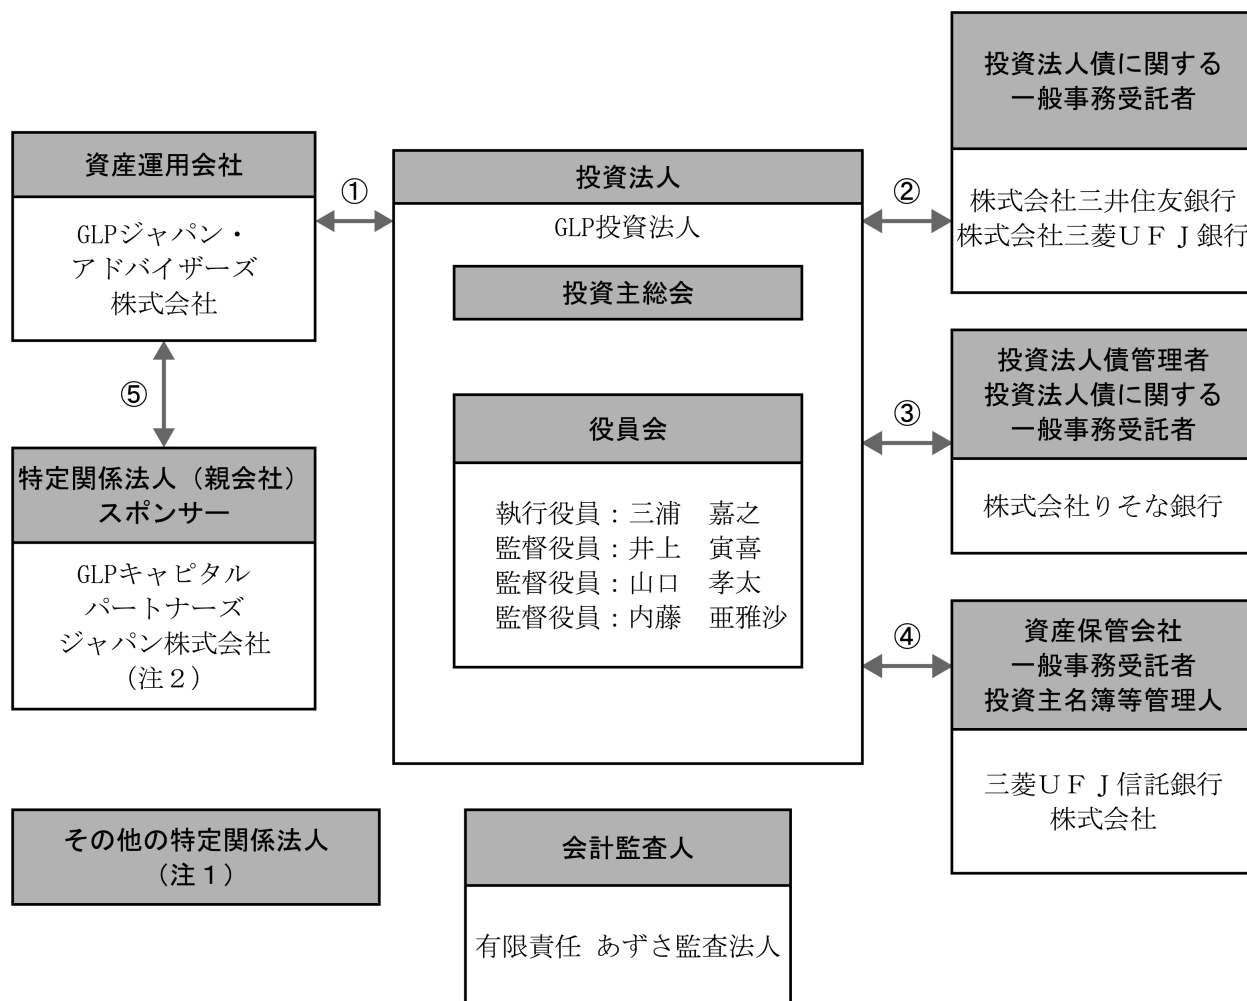 資産運用会社
GLPジャパン・
アドバイザーズ
株式会社
①
⑤
特定関係法人（親会社）
スポンサー
GLPキャピタル
パートナーズ
ジャパン株式会社
（注２）
その他の特定関係法人
（注１）
投資法人
GLP投資法人
投資主総会
役員会
執行役員：三浦　嘉之
監督役員：井上　寅喜
監督役員：山口　孝太
監督役員：内藤　亜雅沙
会計監査人
有限責任 あずさ監査法人
②
投資法人債に関する
一般事務受託者
株式会社三井住友銀行
株式会社三菱ＵＦＪ銀行
③
投資法人債管理者
投資法人債に関する
一般事務受託者
株式会社りそな銀行
④
資産保管会社
一般事務受託者
投資主名簿等管理人
三菱ＵＦＪ信託銀行
株式会社